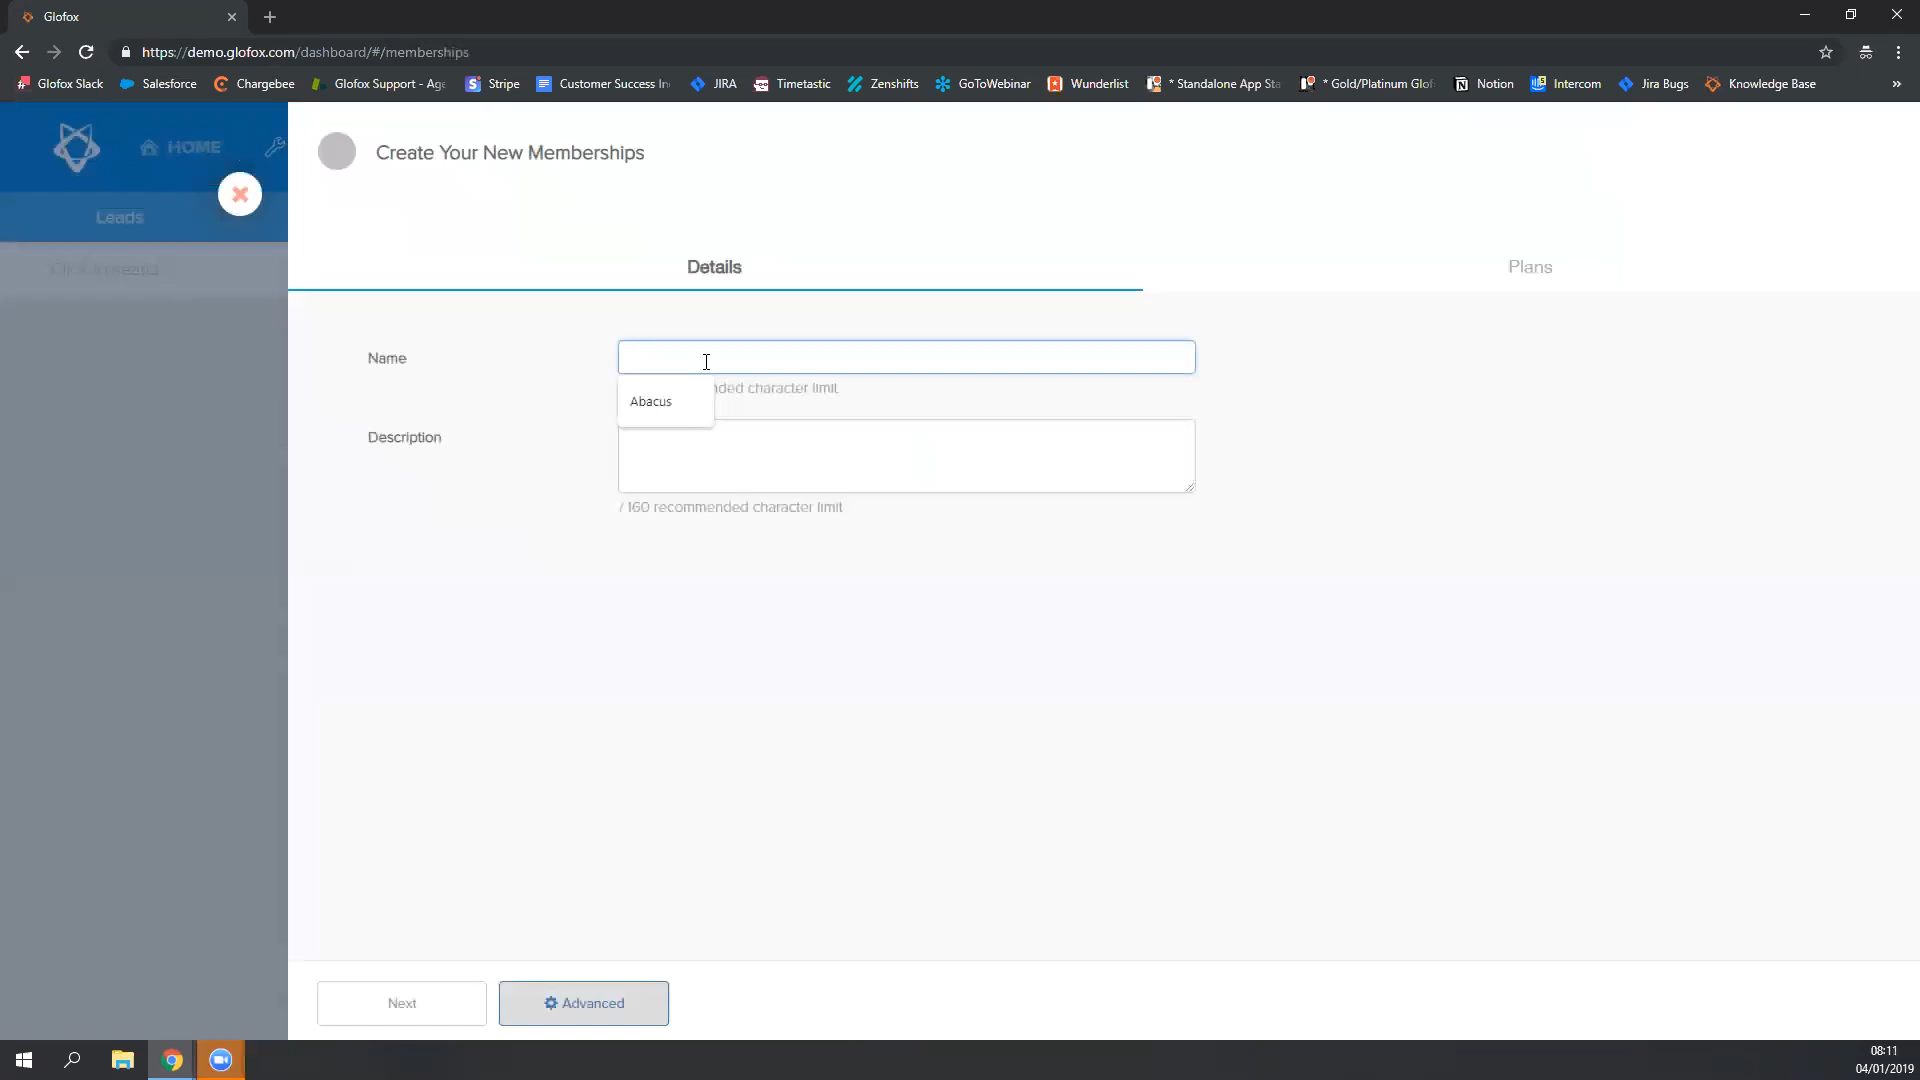 Glofox
https://demo.glofox.com/dashboard/#/memberships
Glofox Slack
Salesforce
Chargebee
Glofox Support - Age
Stripe
Customer Success In
JIRA
Timetastic
Zenshifts
GoToWebinar
Wunderlist
* Standalone App Sta
* Gold/Platinum Glof
Notion
Intercom
Jira Bugs
Knowledge Base
»
HOME
Leads
Create Your New Memberships
Details
Plans
Name
nded character limit
Abacus
Description
/ 160 recommended character limit
Next
Advanced
08:11
04/01/2019